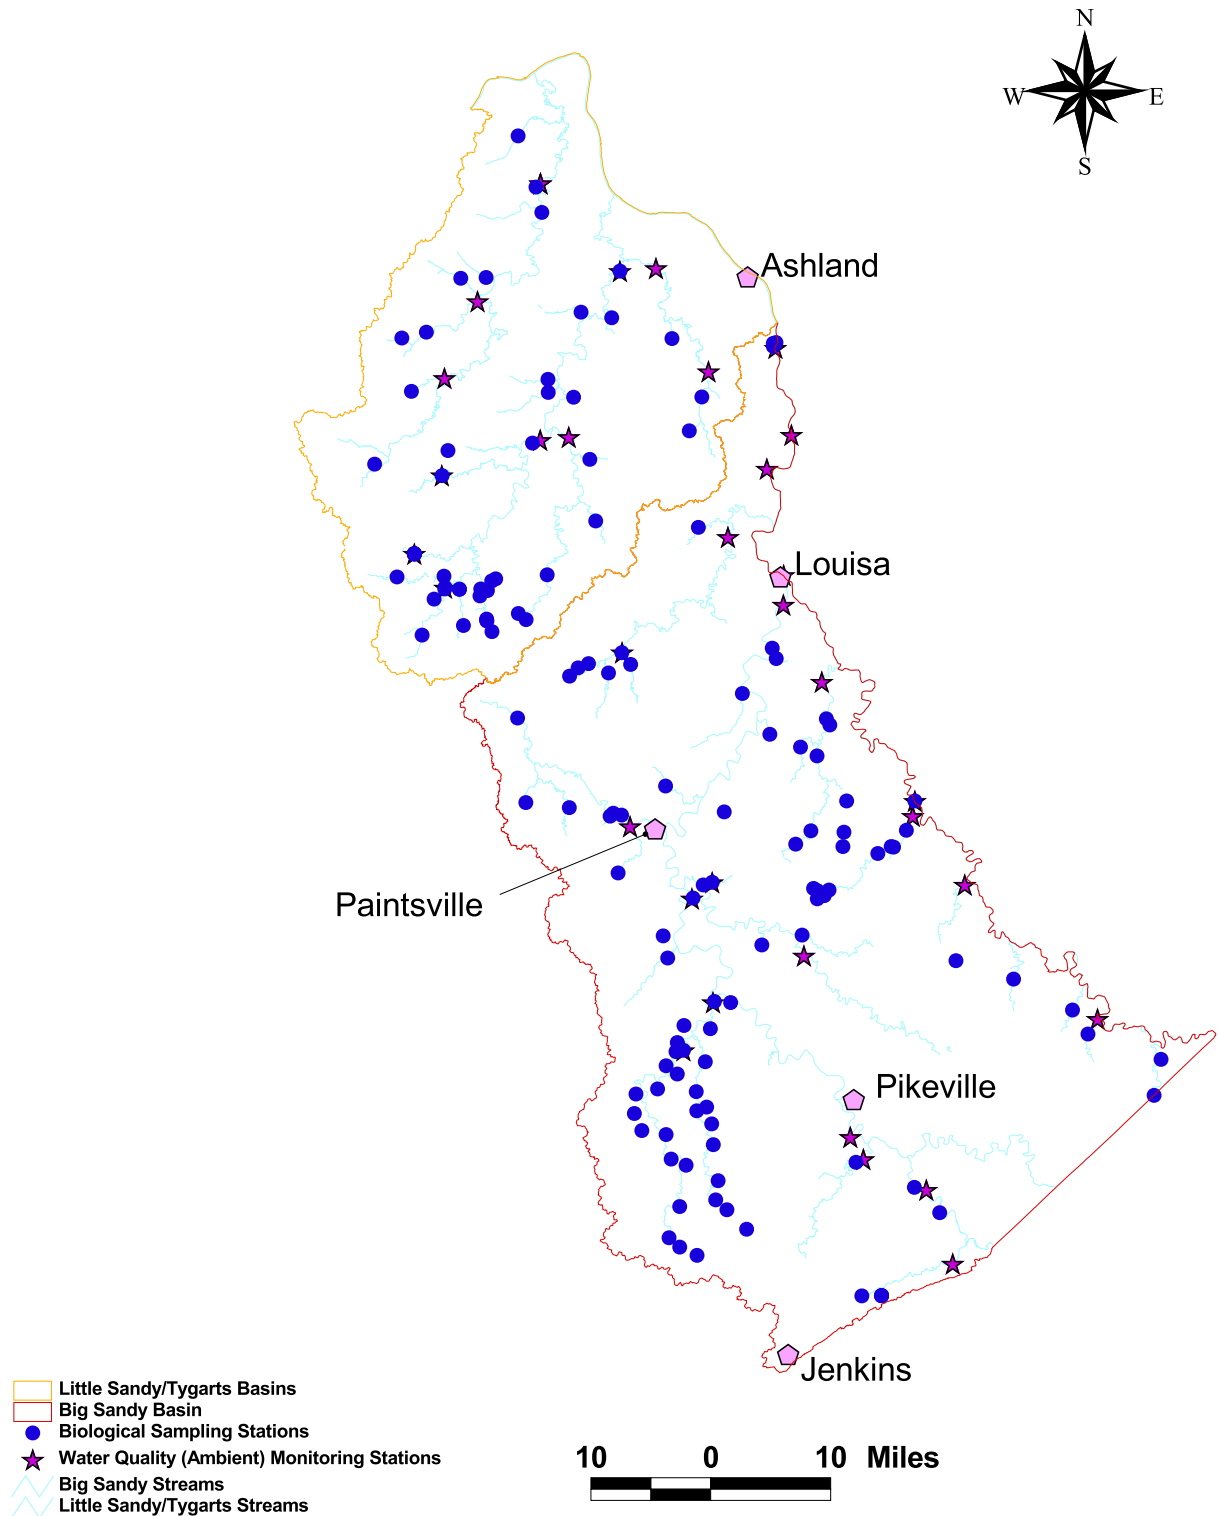 N
W E
S
Ashland
Louisa
Paintsville
Pikeville
Jenkins
Little Sandy/Tygarts Basins
Big Sandy Basin
Biological Sampling Stations
Water Quality (Ambient) Monitoring Stations
Big Sandy Streams
Little Sandy/Tygarts Streams
10 0 10 Miles